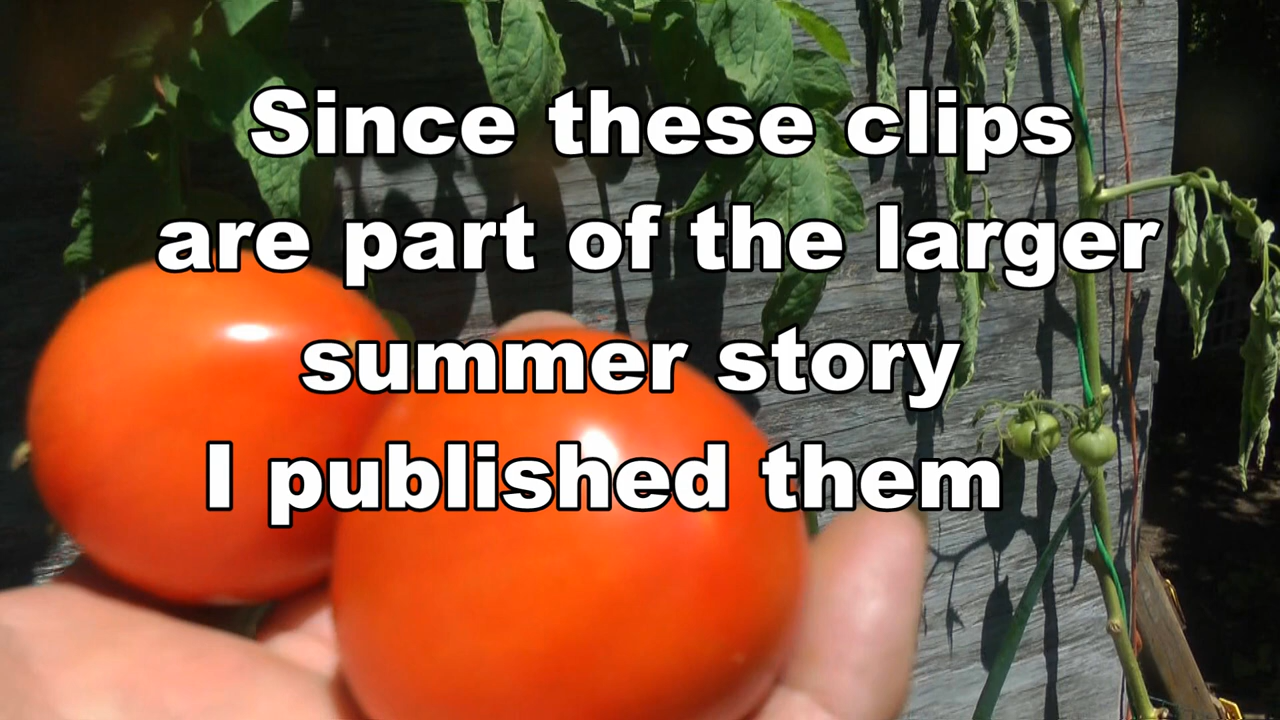 Since these clips
are part of the larger
summer story
I published them